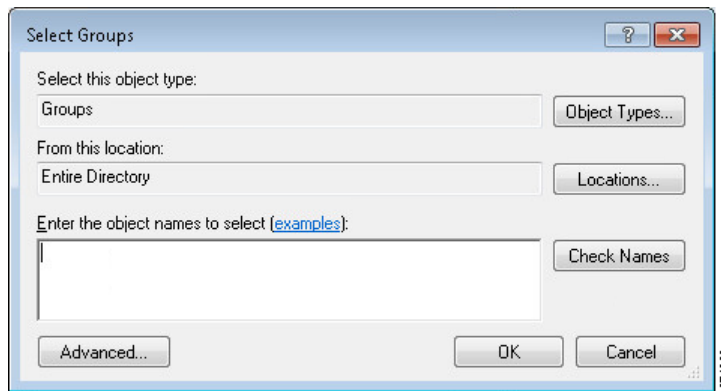 Select Groups
?
Select this object type:
Groups
Object Types...
From this location:
Entire Directory
Locations...
Enter the object names to select (examples):
Check Names
Advanced...
OK
Cancel